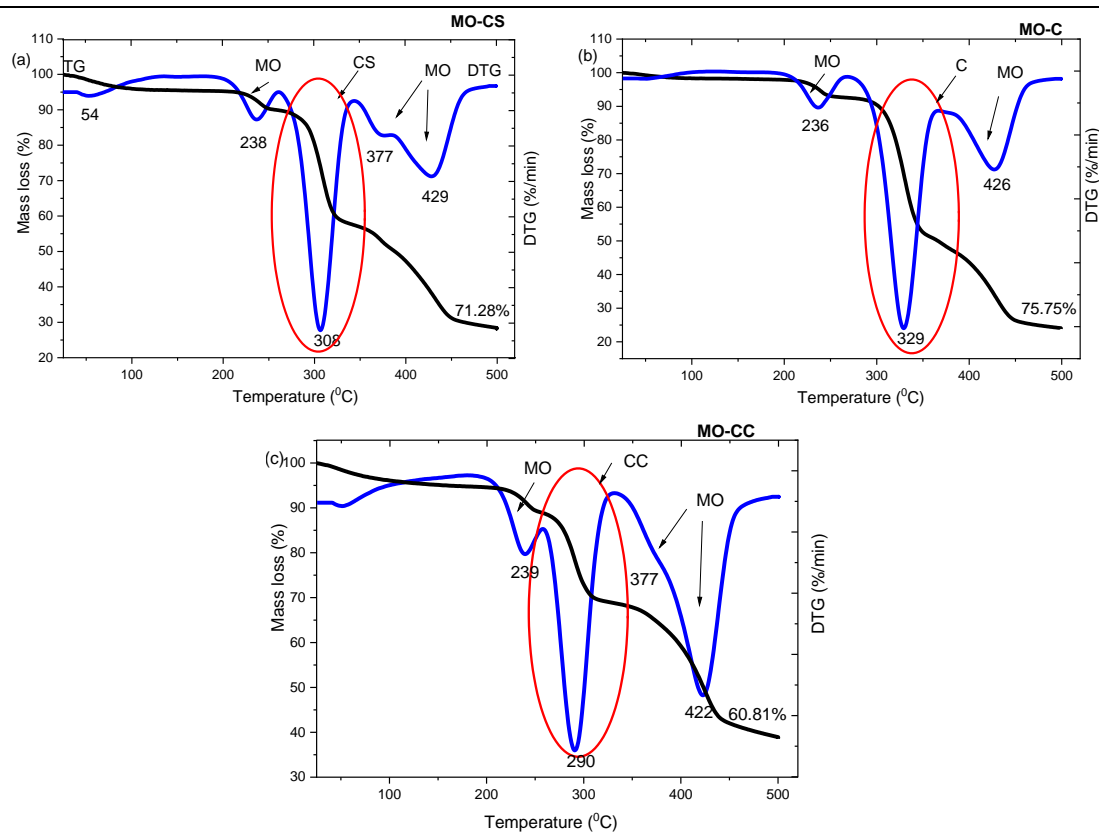 MO-CS
(a)
110
100
90
80
70
60
50
40
30
20
Mass loss (%)
TG
MO
CS
MO
DTG
54
238
308
377
429
71.28%
DTG (%/min)
100
200
300
400
500
Temperature (⁰C)
MO-C
(b)
110
100
90
80
70
60
50
40
30
20
Mass loss (%)
MO
C
MO
236
329
426
75.75%
DTG (%/min)
100
200
300
400
500
Temperature (⁰C)
MO-CC
(c)
100
90
80
70
60
50
40
30
Mass loss (%)
MO
CC
MO
239
290
377
422
60.81%
DTG (%/min)
100
200
300
400
500
Temperature (⁰C)